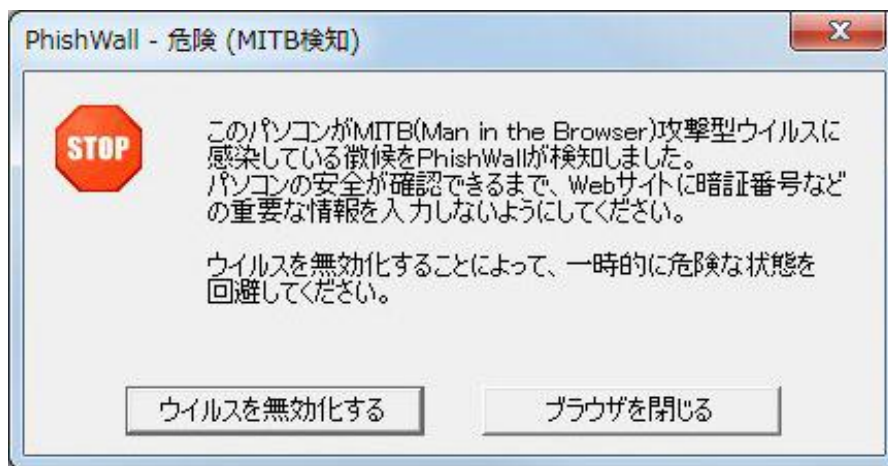 PhishWall - 危険 (MITB検知)
STOP
このパソコンがMITB(Man in the Browser)攻撃型ウイルスに
感染している徴候をPhishWallが検知しました。
パソコンの安全が確認できるまで、Webサイトに暗証番号など
の重要な情報を入力しないようにしてください。
ウイルスを無効化することによって、一時的に危険な状態を
回避してください。
ウイルスを無効化する
ブラウザを閉じる